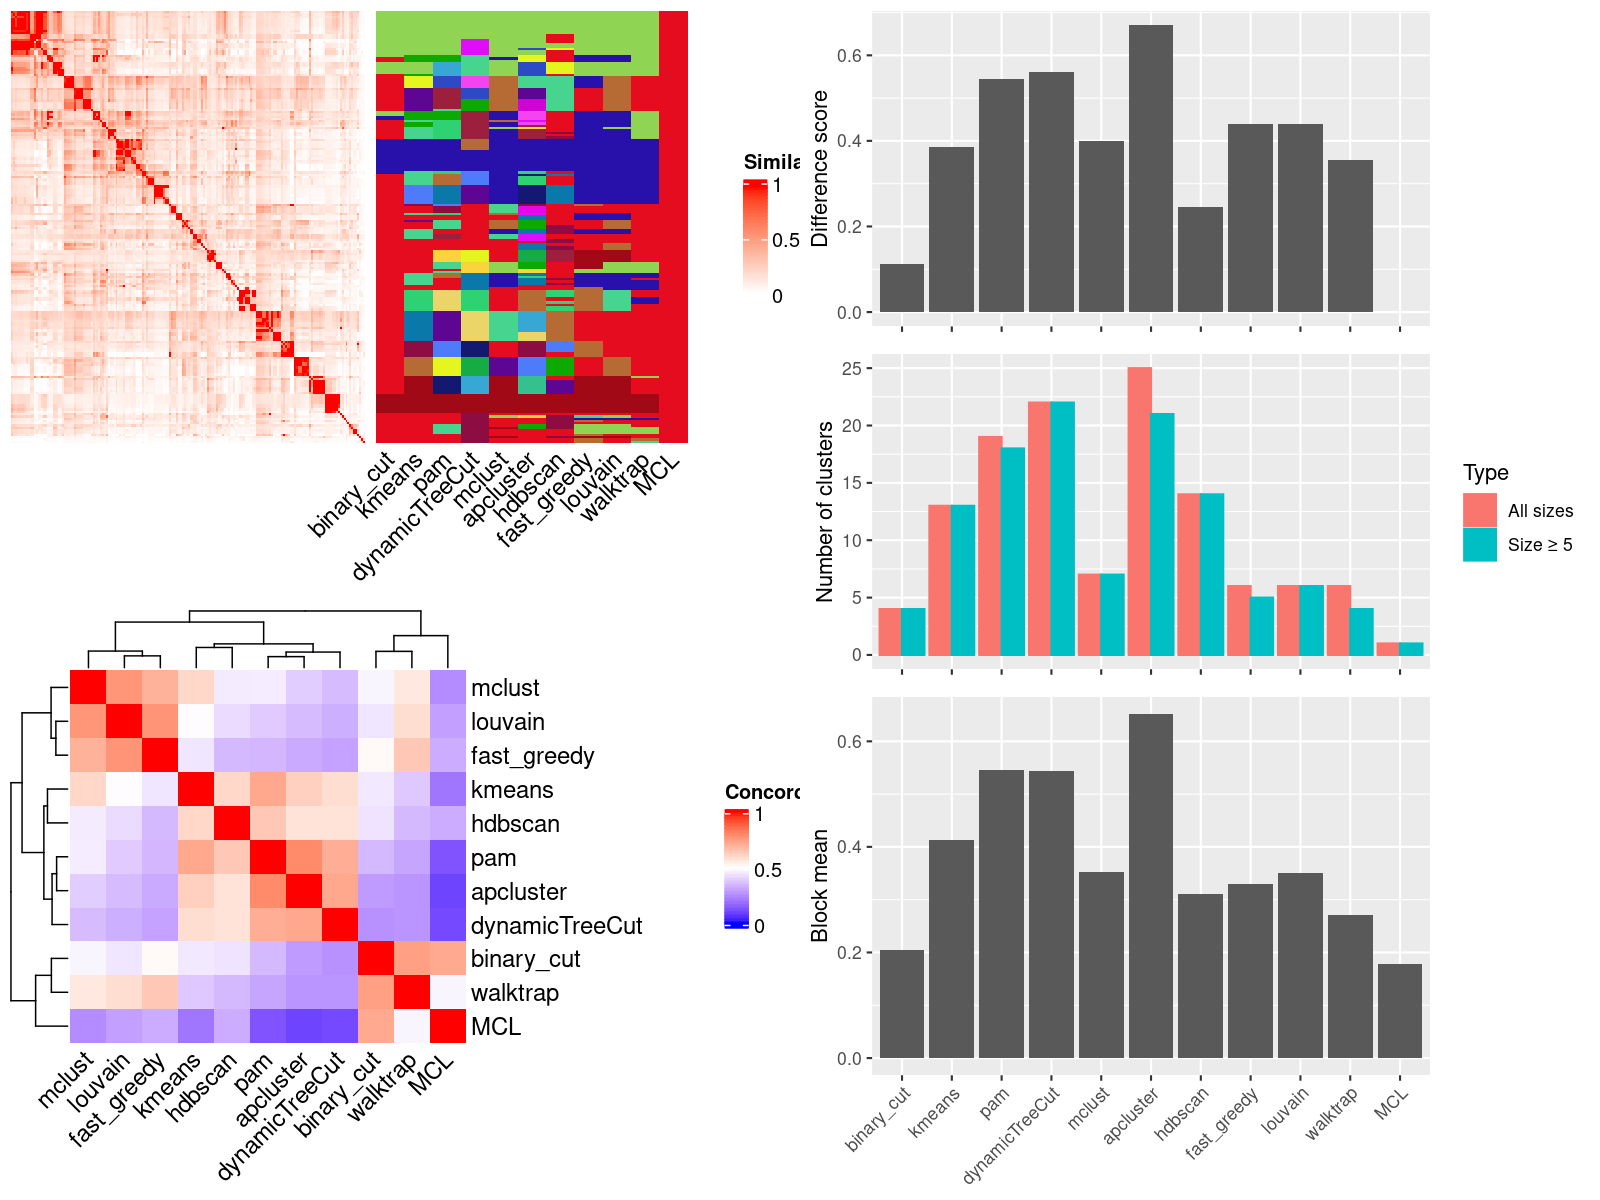 Simila
1
0.5
0
binary_cut
kmeans
pam
dynamicTreeCut
mclust
apcluster
hdbscan
fast_greedy
louvain
walktrap
MCL
mclust
louvain
fast_greedy
kmeans
hdbscan
pam
apcluster
dynamicTreeCut
binary_cut
walktrap
MCL
Concord
1
0.5
0
mclust
louvain
fast_greedy
kmeans
hdbscan
pam
apcluster
dynamicTreeCut
binary_cut
walktrap
MCL
Difference score
0.6
0.4
0.2
0.0
Number of clusters
25
20
15
10
5
0
Type
All sizes
Size ≥ 5
Block mean
0.6
0.4
0.2
0.0
binary_cut
kmeans
pam
dynamicTreeCut
mclust
apcluster
hdbscan
fast_greedy
louvain
walktrap
MCL